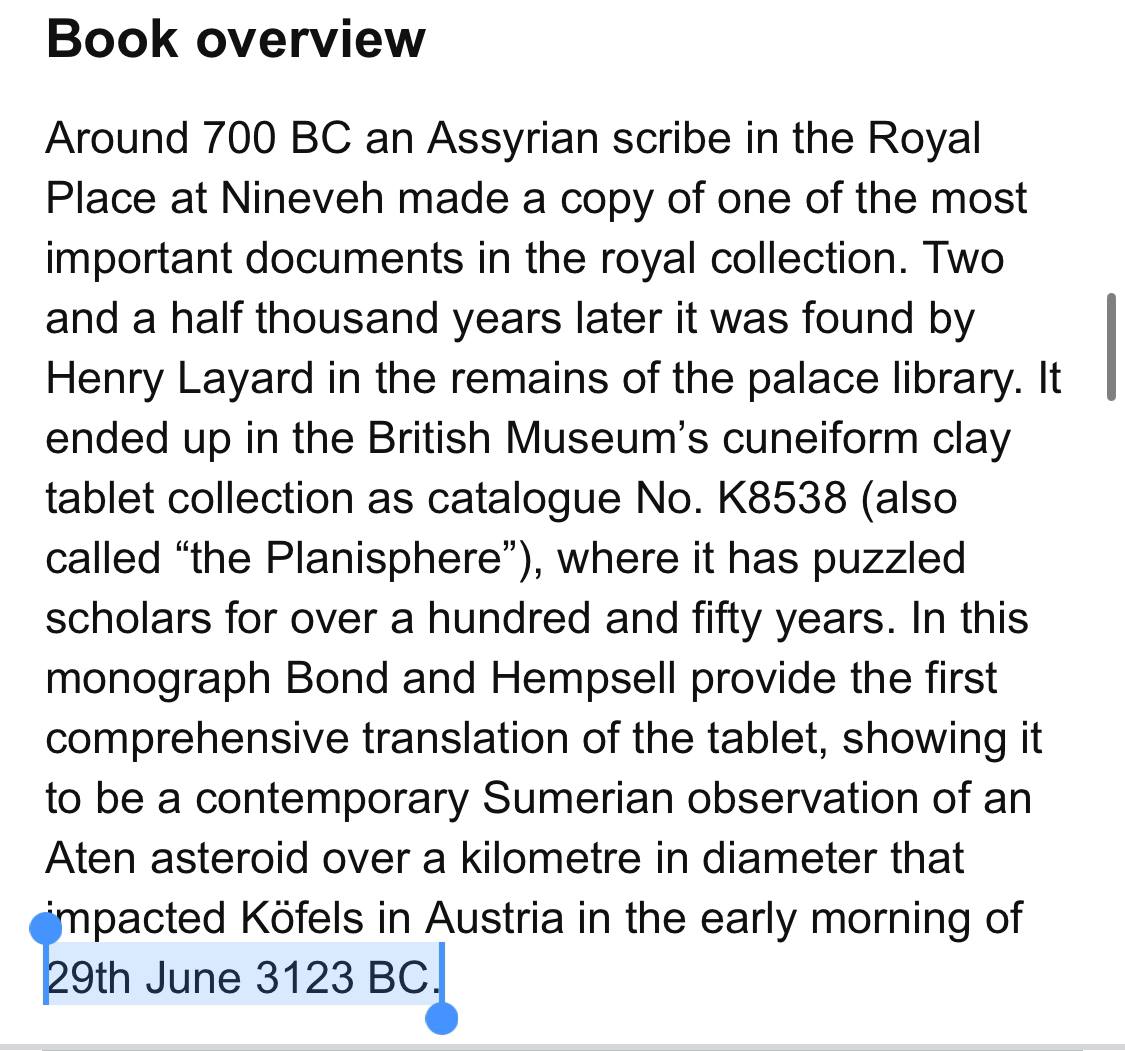 Book overview
Around 700 BC an Assyrian scribe in the Royal
Place at Nineveh made a copy of one of the most
important documents in the royal collection. Two
and a half thousand years later it was found by
Henry Layard in the remains of the palace library. It
ended up in the British Museum’s cuneiform clay
tablet collection as catalogue No. K8538 (also
called “the Planisphere”), where it has puzzled
scholars for over a hundred and fifty years. In this
monograph Bond and Hempsell provide the first
comprehensive translation of the tablet, showing it
to be a contemporary Sumerian observation of an
Aten asteroid over a kilometre in diameter that
impacted Köfels in Austria in the early morning of
29th June 3123 BC.